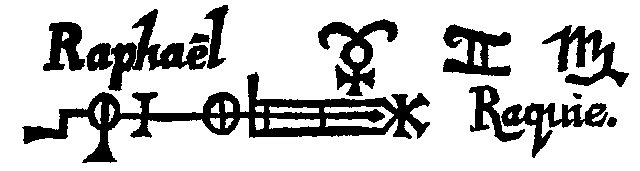 Raphaël ☿ ♊ ♍
Raquie.